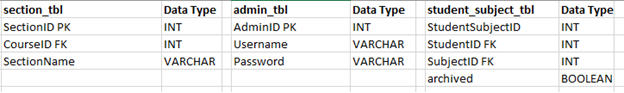 section_tbl Data Type admin_tbl Data Type student_subject_tbl Data Type
SectionID PK INT AdminID PK INT StudentSubjectID INT
CourseID FK INT Username VARCHAR StudentID FK INT
SectionName VARCHAR Password VARCHAR SubjectID FK INT
archived BOOLEAN